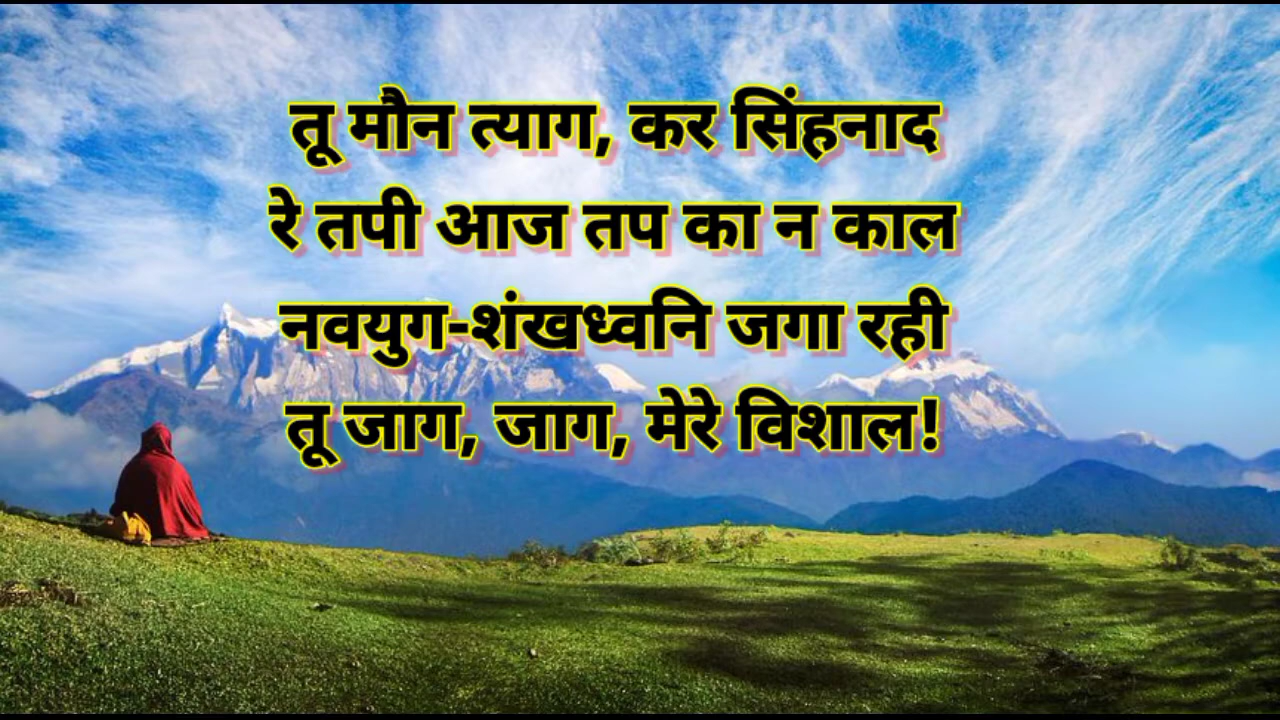 तू मौन त्याग, कर सिंहनाद
रे तपी आज तप का न काल
नवयुग-शंखध्वनि जगा रही
तू जाग, जाग, मेरे विशाल!